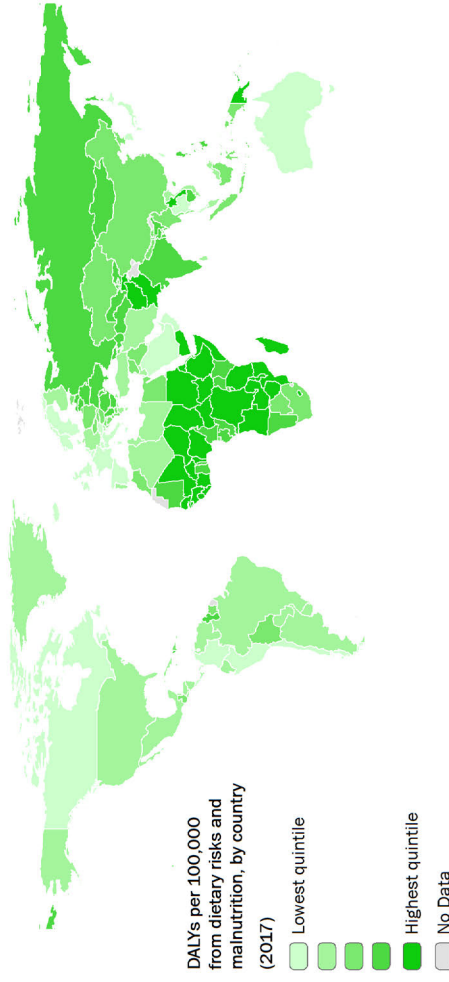 DALYs per 100,000
from dietary risks and
malnutrition, by country
(2017)
Lowest quintile
Highest quintile
No Data